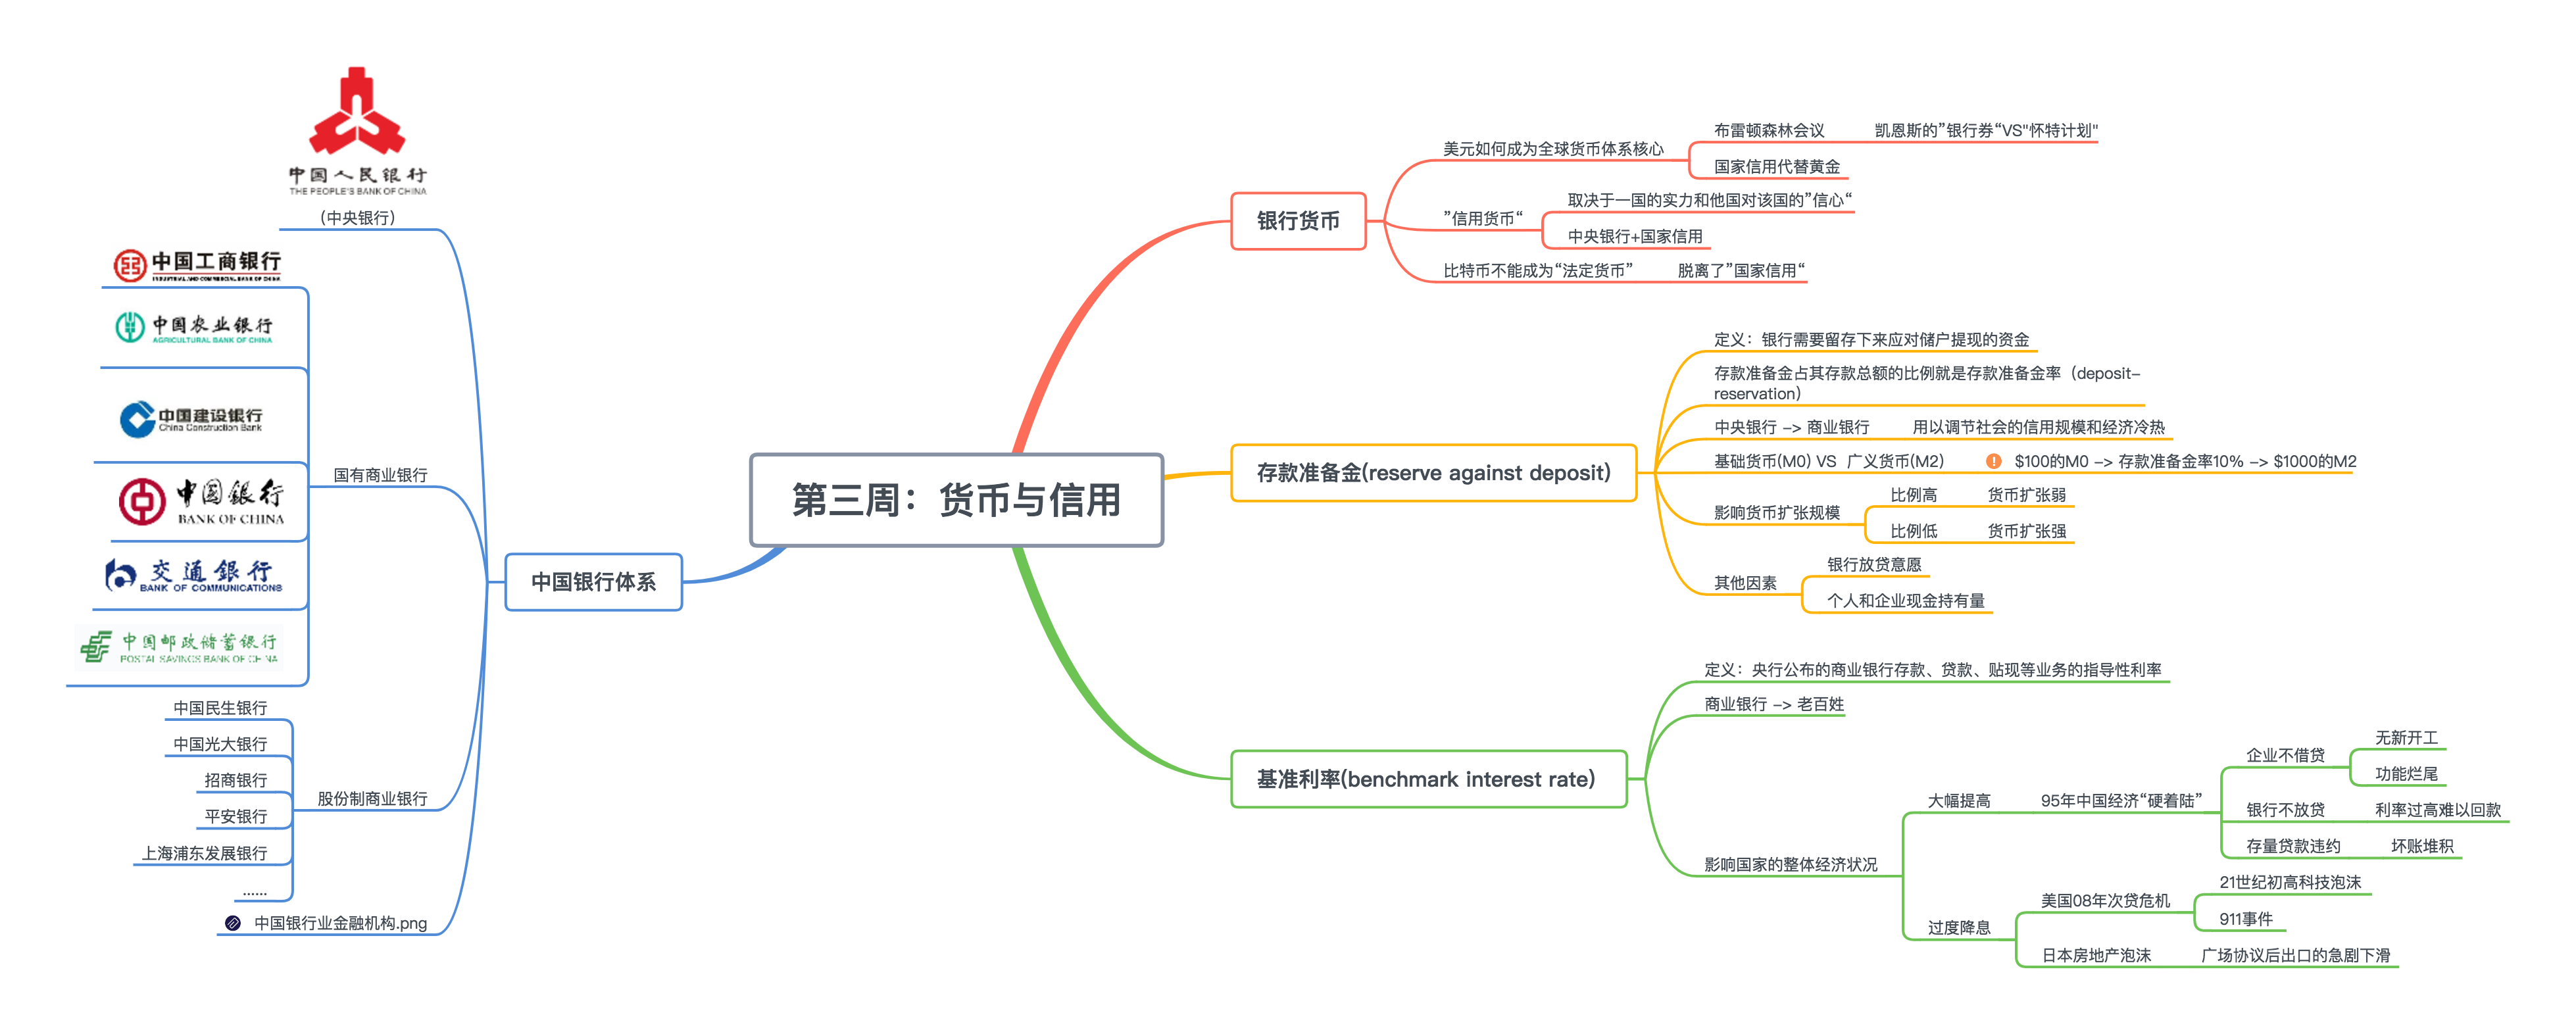 第三周：货币与信用
银行货币
美元如何成为全球货币体系核心
布雷顿森林会议
凯恩斯的”银行券“VS"怀特计划"
国家信用代替黄金
”信用货币“
取决于一国的实力和他国对该国的”信心“
中央银行+国家信用
比特币不能成为“法定货币”
脱离了”国家信用“
存款准备金(reserve against deposit)
定义：银行需要留存下来应对储户提现的资金
存款准备金占其存款总额的比例就是存款准备金率（deposit-
reservation）
中央银行 -> 商业银行
用以调节社会的信用规模和经济冷热
基础货币(M0) VS 广义货币(M2)
$100的M0 -> 存款准备金率10% -> $1000的M2
影响货币扩张规模
比例高
货币扩张弱
比例低
货币扩张强
其他因素
银行放贷意愿
个人和企业现金持有量
基准利率(benchmark interest rate)
定义：央行公布的商业银行存款、贷款、贴现等业务的指导性利率
商业银行 -> 老百姓
影响国家的整体经济状况
大幅提高
95年中国经济“硬着陆”
企业不借贷
无新开工
功能烂尾
银行不放贷
利率过高难以回款
存量贷款违约
坏账堆积
过度降息
美国08年次贷危机
21世纪初高科技泡沫
911事件
日本房地产泡沫
广场协议后出口的急剧下滑
中国银行体系
中国人民银行
THE PEOPLE'S BANK OF CHINA
（中央银行）
国有商业银行
中国工商银行
INDUSTRIAL AND COMMERCIAL BANK OF CHINA
中国农业银行
AGRICULTURAL BANK OF CHINA
中国建设银行
China Construction Bank
中國銀行
BANK OF CHINA
交通銀行
BANK OF COMMUNICATIONS
中国邮政储蓄银行
POSTAL SAVINGS BANK OF CHINA
股份制商业银行
中国民生银行
中国光大银行
招商银行
平安银行
上海浦东发展银行
......
中国银行业金融机构.png